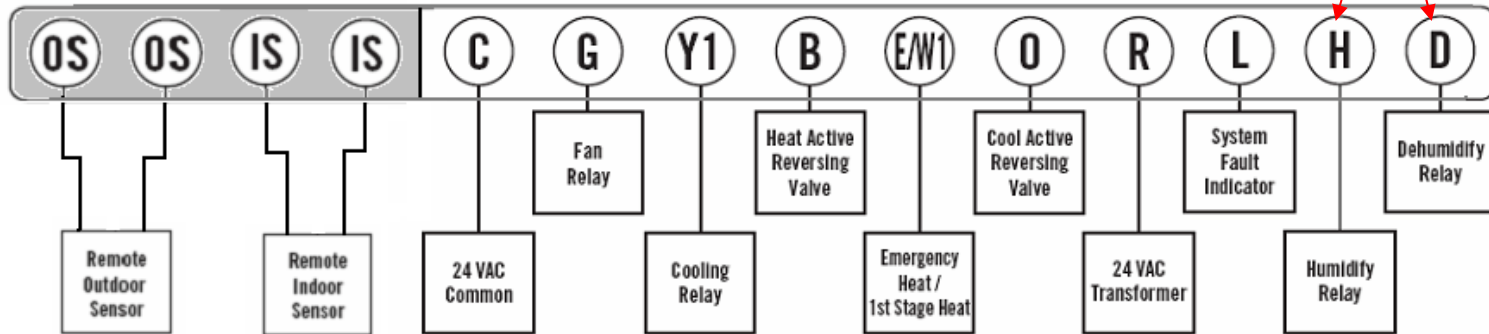 OS OS IS IS C G Y1 B E/W1 O R L H D
Fan
Relay
Heat Active
Reversing
Valve
Cool Active
Reversing
Valve
System
Fault
Indicator
Dehumidify
Relay
Remote
Outdoor
Sensor
Remote
Indoor
Sensor
24 VAC
Common
Cooling
Relay
Emergency
Heat /
1st Stage Heat
24 VAC
Transformer
Humidify
Relay